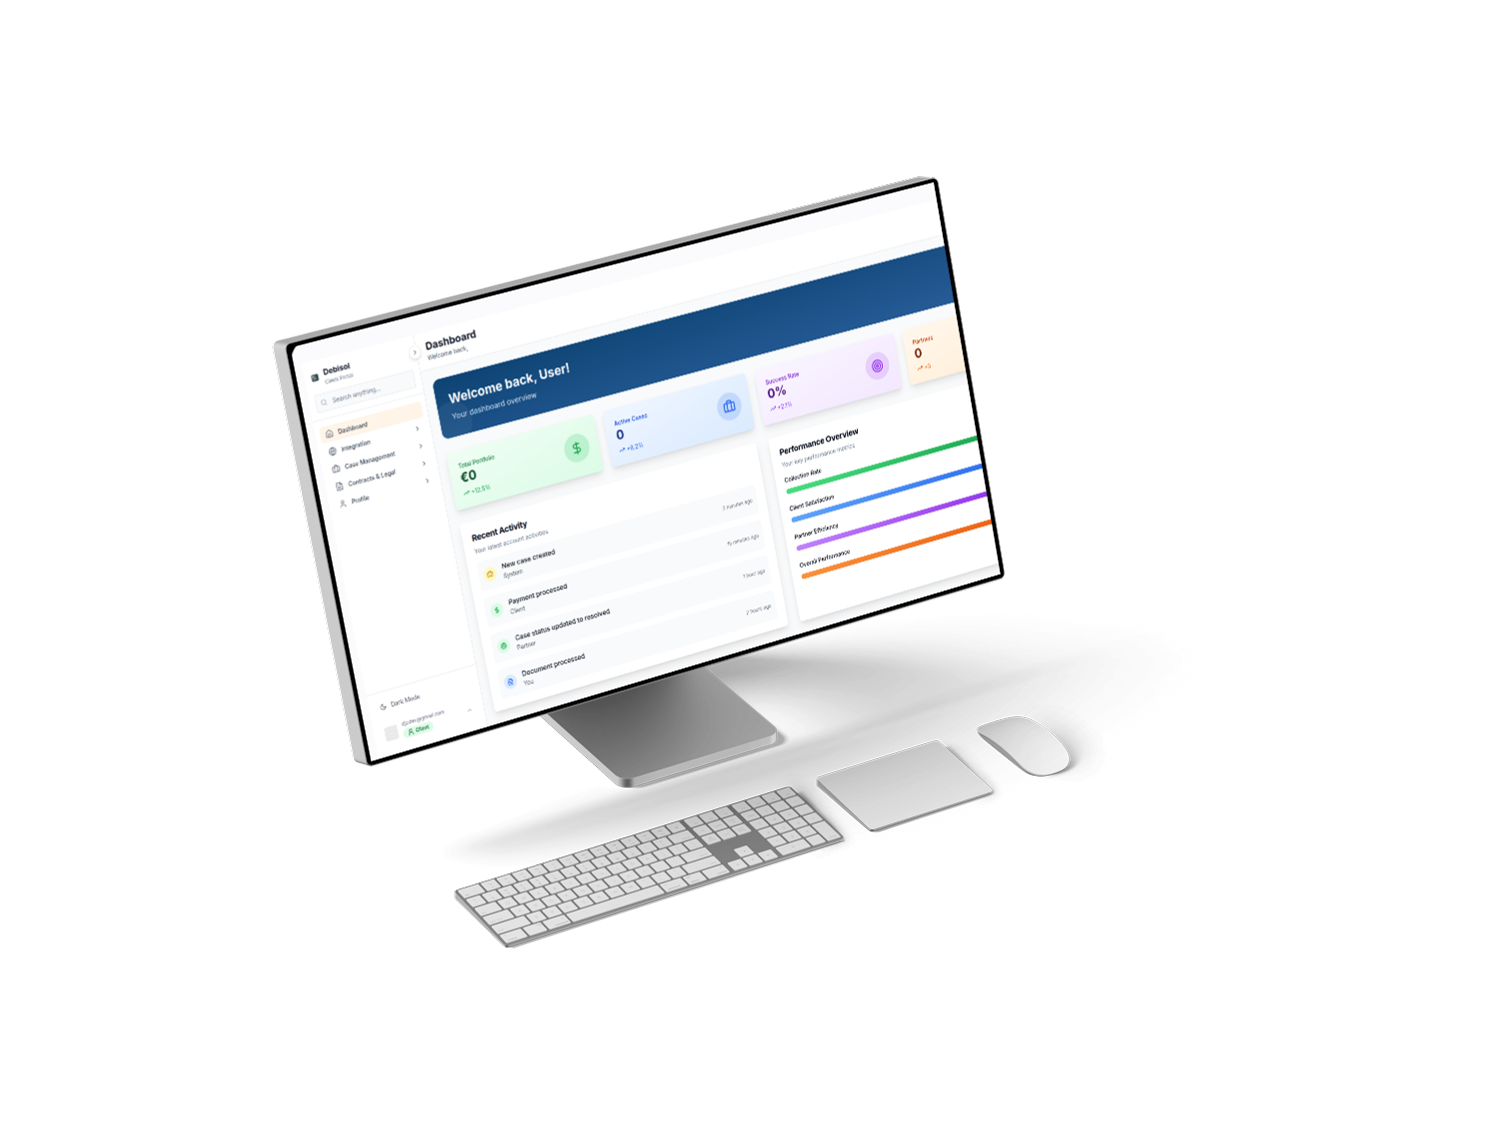 Debisol
Client Portal
Search anything...
Dashboard
Integration
Case Management
Contracts & Legal
Profile
Dark Mode
Client
Dashboard
Welcome back,
Welcome back, User!
Your dashboard overview
Total Portfolio
€0
+12.5%
Active Cases
0
+8.2%
Success Rate
0%
+2.1%
Partners
0
+3
Recent Activity
Your latest account activities
New case created
System
2 minutes ago
Payment processed
Client
15 minutes ago
Case status updated to resolved
Partner
1 hour ago
Document processed
You
2 hours ago
Performance Overview
Your key performance metrics
Collection Rate
Client Satisfaction
Partner Efficiency
Overall Performance